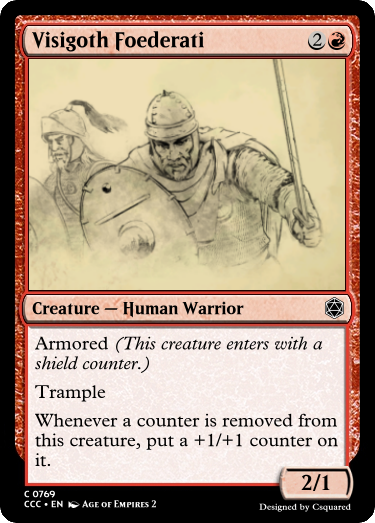 Visigoth Foederati 2
Creature — Human Warrior
Armored (This creature enters with a
shield counter.)
Trample
Whenever a counter is removed from
this creature, put a +1/+1 counter on
it.
2/1
C 0769
CCC • EN Age of Empires 2
Designed by Csquared